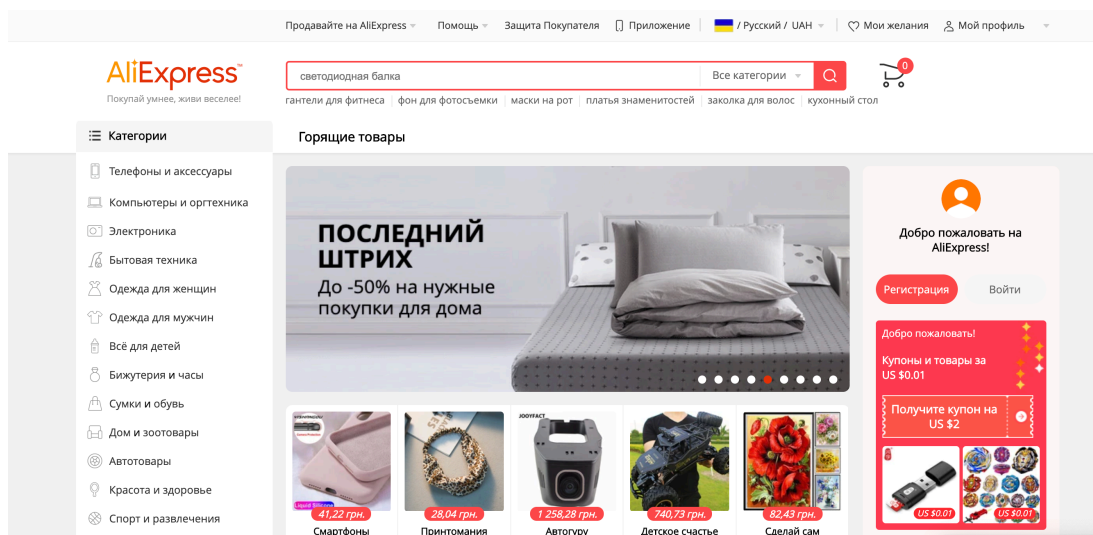 Продавайте на AliExpress
Помощь
Защита Покупателя
Приложение
/ Русский / UAH
Мои желания
Мой профиль
AliExpress™
Покупай умнее, живи веселее!
светодиодная балка
Все категории
0
гантели для фитнеса
фон для фотосъемки
маски на рот
платья знаменитостей
заколка для волос
кухонный стол
Категории
Горящие товары
Телефоны и аксессуары
Компьютеры и оргтехника
Электроника
Бытовая техника
Одежда для женщин
Одежда для мужчин
Всё для детей
Бижутерия и часы
Сумки и обувь
Дом и зоотовары
Автотовары
Красота и здоровье
Спорт и развлечения
ПОСЛЕДНИЙ
ШТРИХ
До -50% на нужные
покупки для дома
Добро пожаловать на
AliExpress!
Регистрация
Войти
Добро пожаловать!
Купоны и товары за
US $0.01
Получите купон на
US $2
US $0.01
US $0.01
Liquid Silicone
41,22 грн.
Смартфоны
28,04 грн.
Принтомания
JOOYFACT
1 258,28 грн.
Автогуру
740,73 грн.
Детское счастье
82,43 грн.
Сделай сам